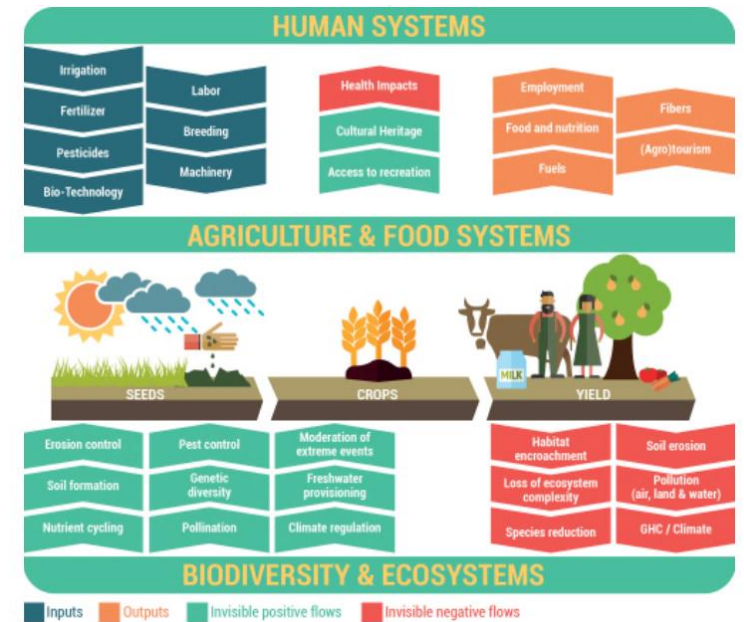 HUMAN SYSTEMS
Irrigation
Fertilizer
Pesticides
Bio-Technology
Labor
Breeding
Machinery
Health Impacts
Cultural Heritage
Access to recreation
Employment
Food and nutrition
Fuels
Fibers
(Agro)tourism
AGRICULTURE & FOOD SYSTEMS
MILK
SEEDS
CROPS
YIELD
Erosion control
Soil formation
Nutrient cycling
Pest control
Genetic
diversity
Pollination
Moderation of
extreme events
Freshwater
provisioning
Climate regulation
Habitat
encroachment
Loss of ecosystem
complexity
Species reduction
Soil erosion
Pollution
(air, land & water)
GHC / Climate
BIODIVERSITY & ECOSYSTEMS
Inputs
Outputs
Invisible positive flows
Invisible negative flows